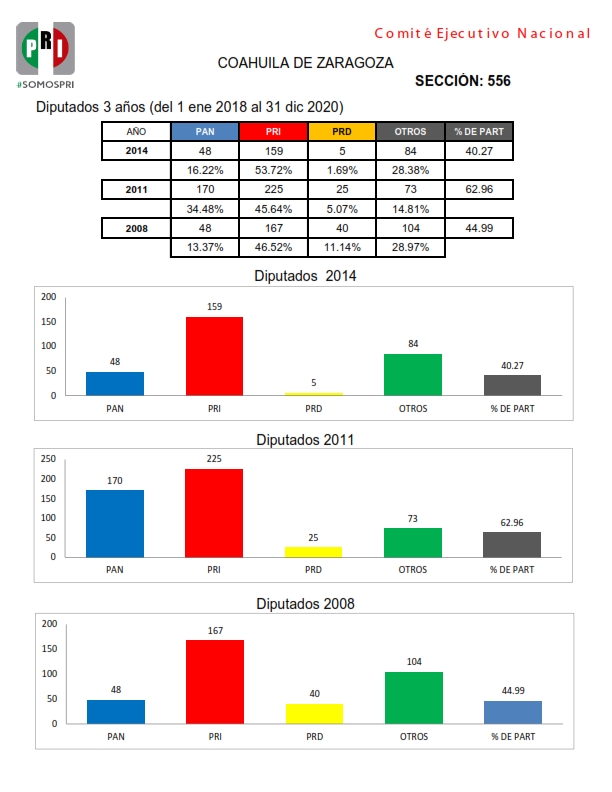 Comité Ejecutivo Nacional
PRI
#SOMOSPRI
COAHUILA DE ZARAGOZA
SECCIÓN: 556
Diputados 3 años (del 1 ene 2018 al 31 dic 2020)
AÑO PAN PRI PRD OTROS % DE PART
2014 48 159 5 84 40.27
16.22% 53.72% 1.69% 28.38%
2011 170 225 25 73 62.96
34.48% 45.64% 5.07% 14.81%
2008 48 167 40 104 44.99
13.37% 46.52% 11.14% 28.97%
Diputados 2014
200
150
100
50
0
48 159 5 84 40.27
PAN PRI PRD OTROS % DE PART
Diputados 2011
250
200
150
100
50
0
170 225 25 73 62.96
PAN PRI PRD OTROS % DE PART
Diputados 2008
200
150
100
50
0
48 167 40 104 44.99
PAN PRI PRD OTROS % DE PART